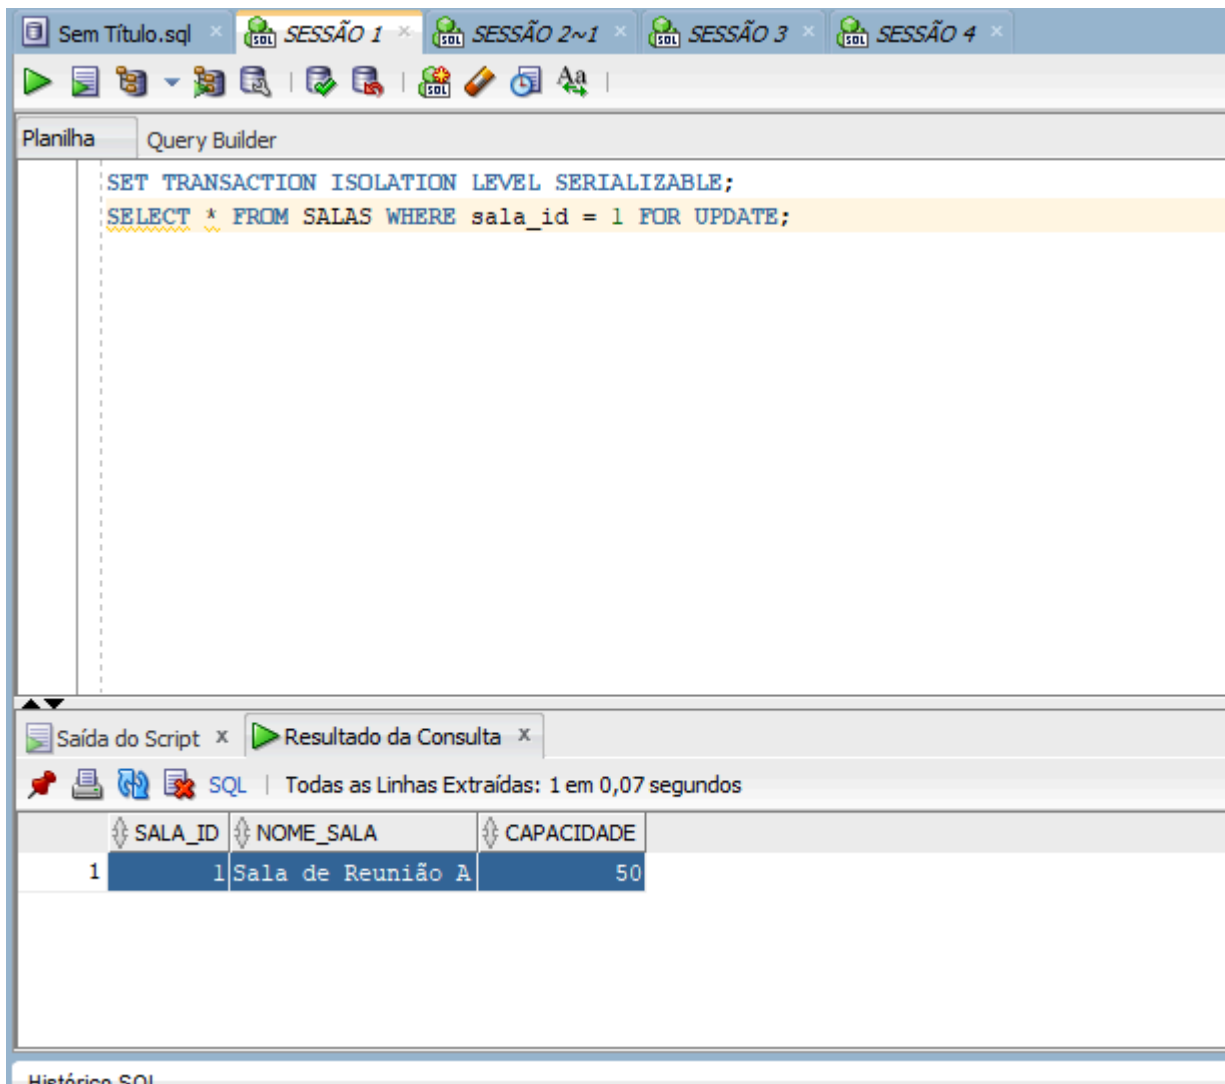 Sem Título.sql SESSÃO 1 SESSÃO 2~1 SESSÃO 3 SESSÃO 4
Planilha Query Builder
SET TRANSACTION ISOLATION LEVEL SERIALIZABLE;
SELECT * FROM SALAS WHERE sala_id = 1 FOR UPDATE;
Saída do Script x Resultado da Consulta x
SQL | Todas as Linhas Extraídas: 1 em 0,07 segundos
SALA_ID NOME_SALA CAPACIDADE
1 1 Sala de Reunião A 50
Histórico SQL